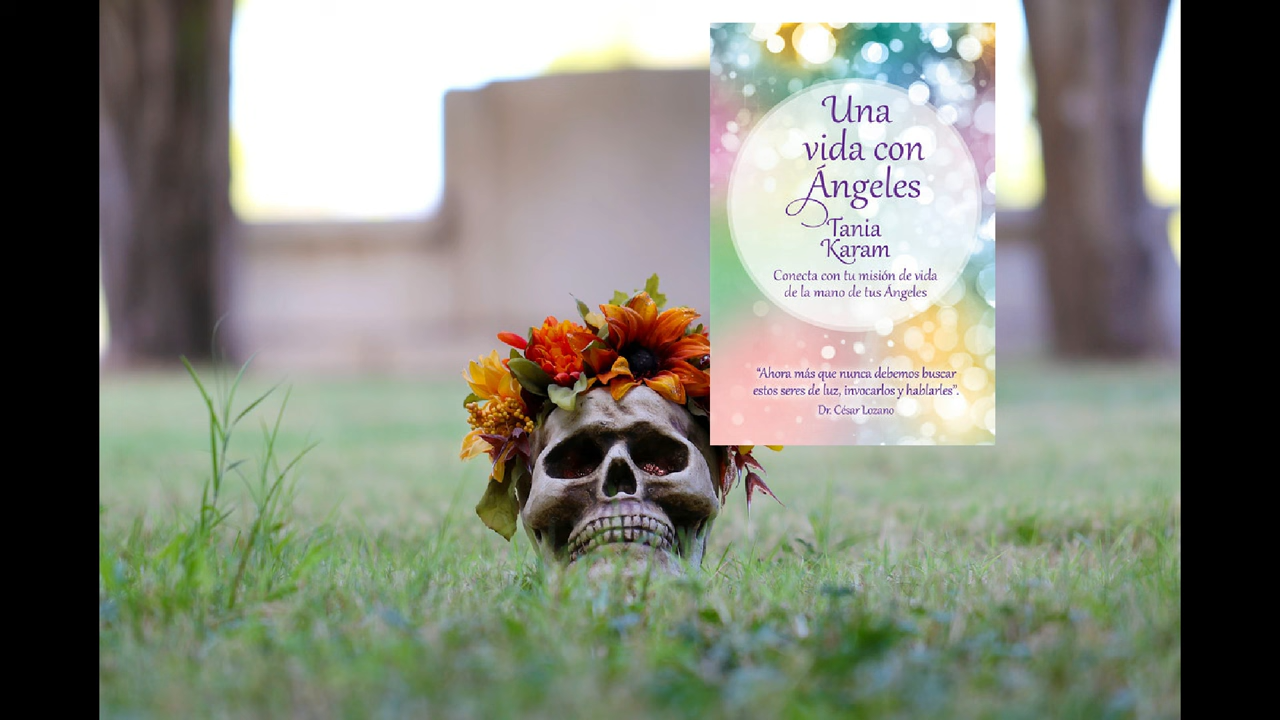 Una
vida con
Ángeles
Tania
Karam
Conecta con tu misión de vida
de la mano de tus Ángeles
“Ahora más que nunca debemos buscar
estos seres de luz, invocarlos y hablarles”.
Dr. César Lozano